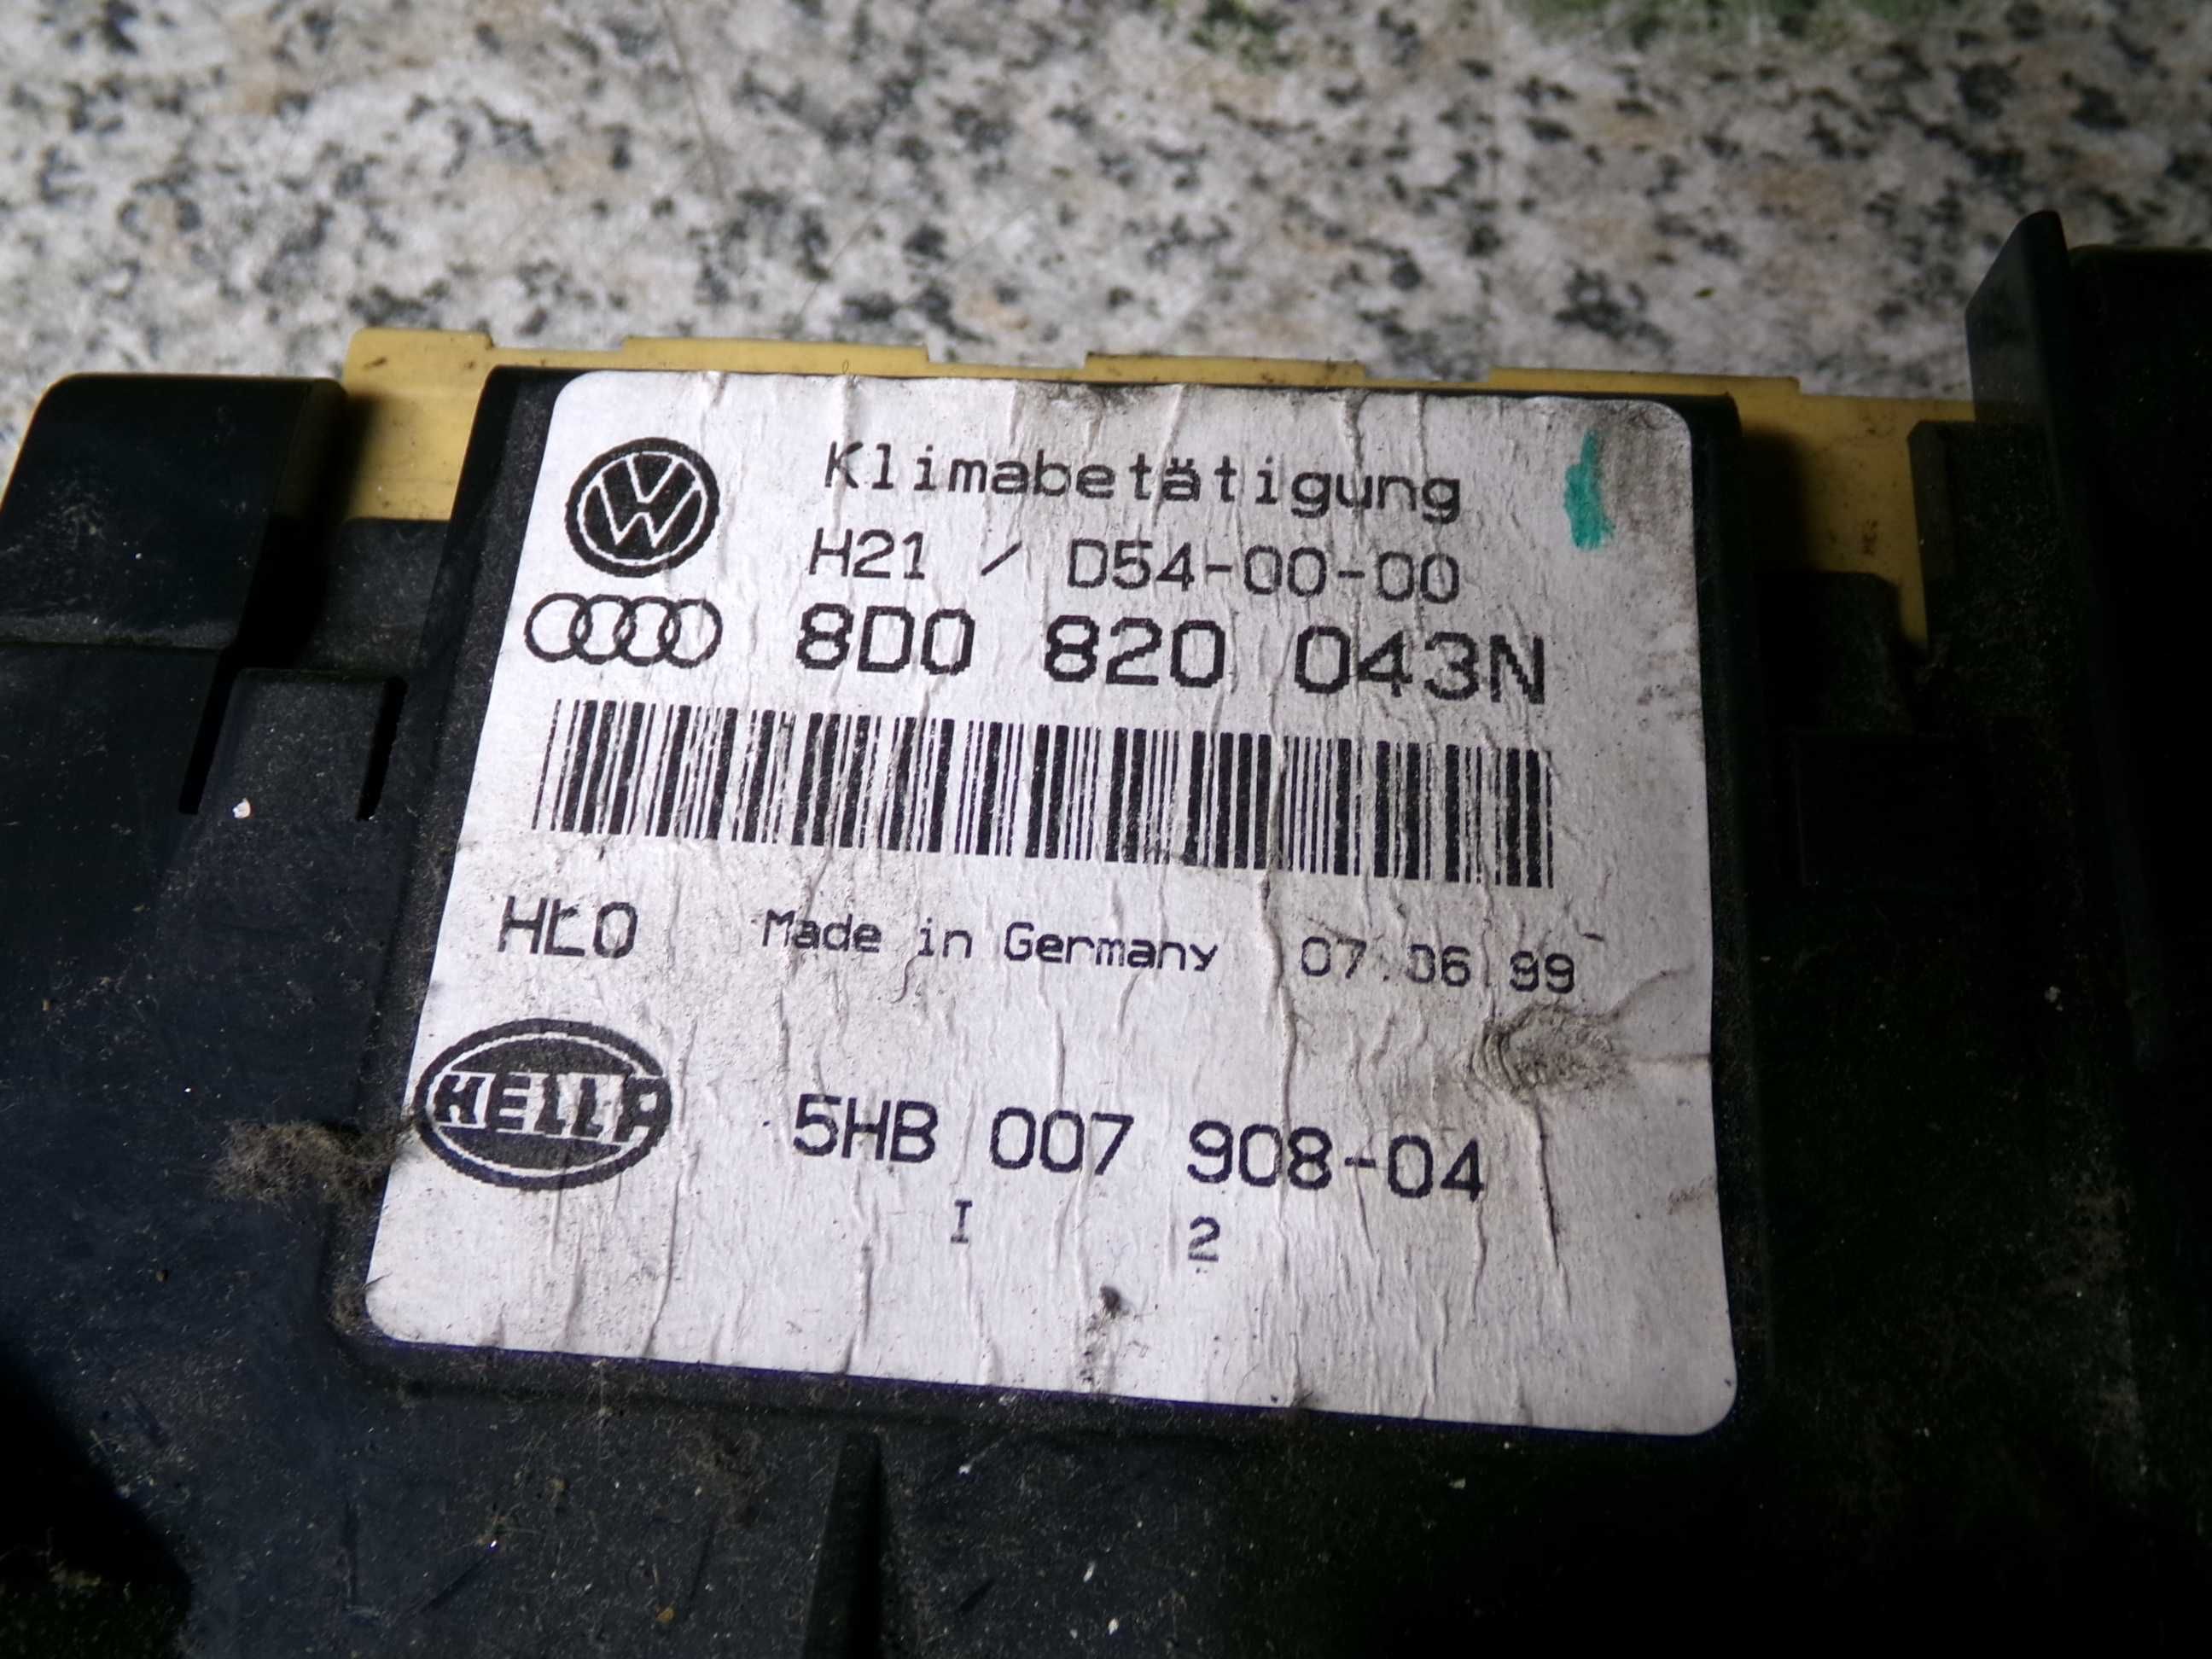 Klimabetätigung
H21 / D54-00-00
8D0 820 043N
HLO Made in Germany 07.06.99
HELLA
5HB 007 908-04
I 2